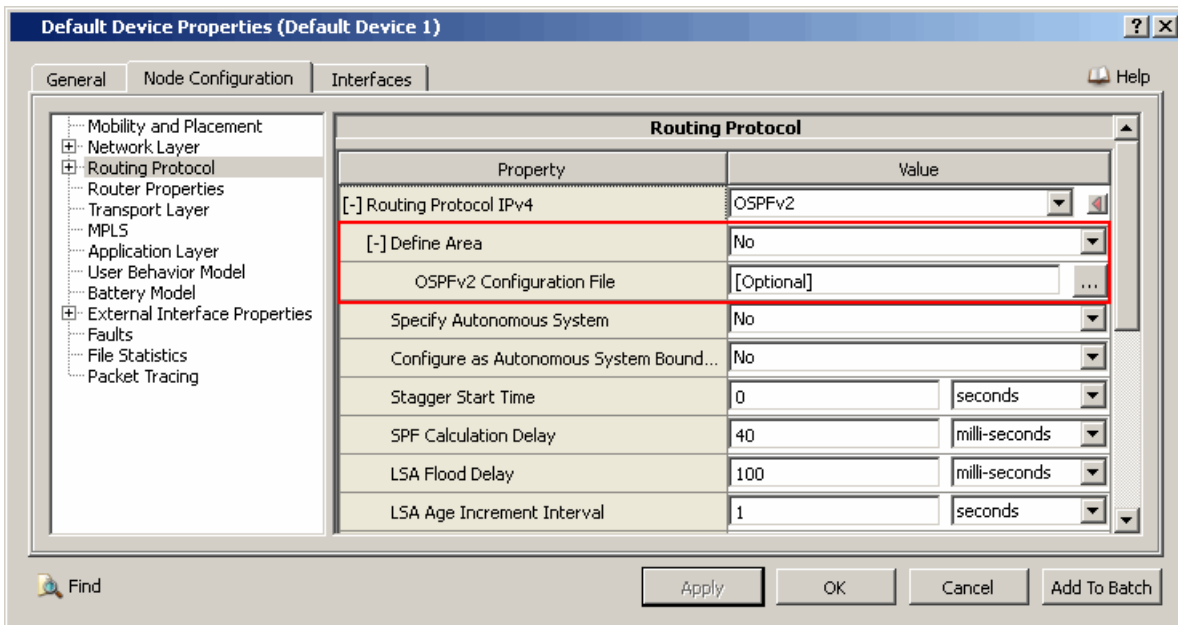 Default Device Properties (Default Device 1)
General
Node Configuration
Interfaces
Help
Mobility and Placement
Network Layer
Routing Protocol
Router Properties
Transport Layer
MPLS
Application Layer
User Behavior Model
Battery Model
External Interface Properties
Faults
File Statistics
Packet Tracing
Routing Protocol
Property Value
[-] Routing Protocol IPv4 OSPFv2
[-] Define Area No
OSPFv2 Configuration File [Optional] ...
Specify Autonomous System No
Configure as Autonomous System Bound... No
Stagger Start Time 0 seconds
SPF Calculation Delay 40 milli-seconds
LSA Flood Delay 100 milli-seconds
LSA Age Increment Interval 1 seconds
Find
Apply
OK
Cancel
Add To Batch